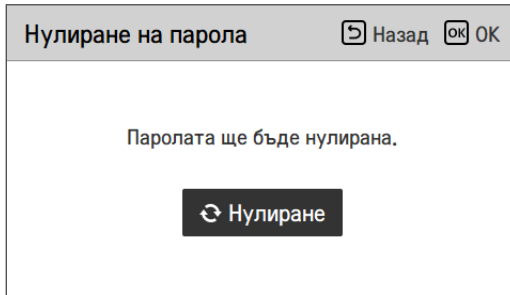 Нулиране на парола Назад OK OK
Паролата ще бъде нулирана.
Нулиране